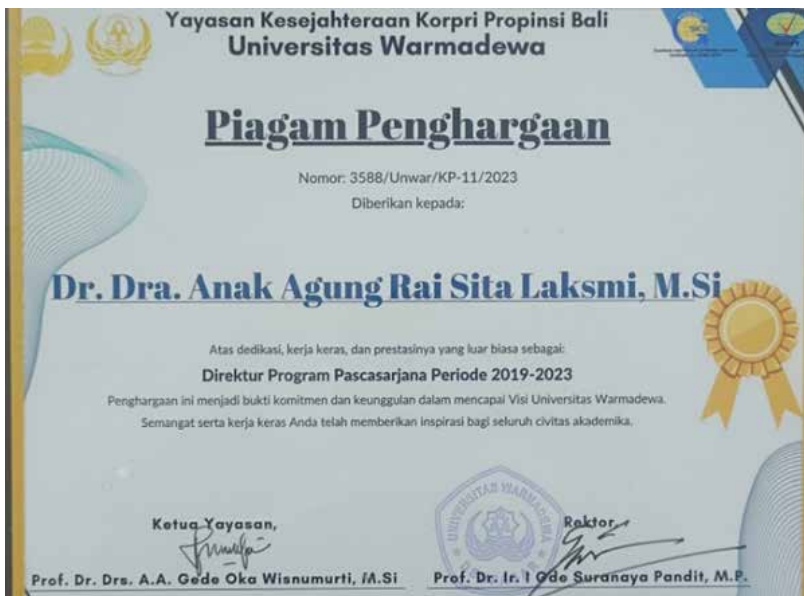 Yayasan Kesejahteraan Korpri Propinsi Bali
Universitas Warmadewa
Piagam Penghargaan
Nomor: 3588/Unwar/KP-11/2023
Diberikan kepada:
Dr. Dra. Anak Agung Rai Sita Laksmi, M.Si
Atas dedikasi, kerja keras, dan prestasinya yang luar biasa sebagai:
Direktur Program Pascasarjana Periode 2019-2023
Penghargaan ini menjadi bukti komitmen dan keunggulan dalam mencapai Visi Universitas Warmadewa.
Semangat serta kerja keras Anda telah memberikan inspirasi bagi seluruh civitas akademika.
UNIVERSITAS WARMADEWA
Ketua Yayasan,
Rektor,
Prof. Dr. Drs. A.A. Gede Oka Wisnumurti, M.Si
Prof. Dr. Ir. I Gde Suranaya Pandit, M.P.